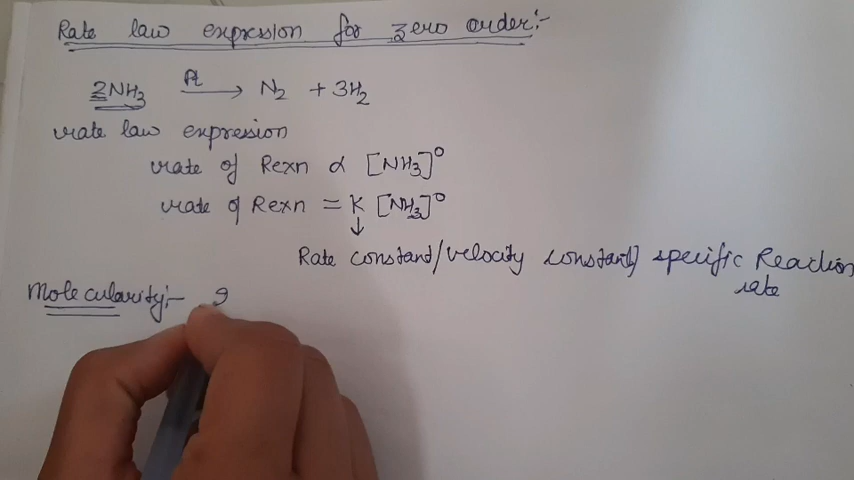 Rate law expression for zero order:-
2NH3 Pt → N2 + 3H2
rate law expression
rate of Rexn α [NH3]⁰
rate of Rexn = K [NH3]⁰
↓
Rate constant/velocity constant/ specific Reaction
rate
Molecularity:-